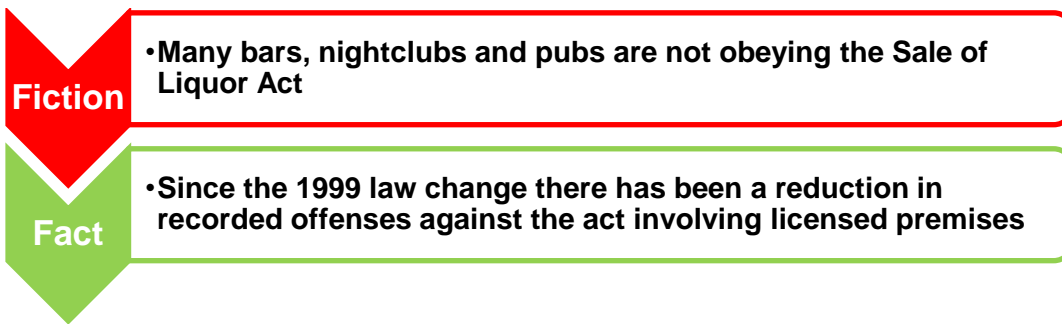 Fiction
•Many bars, nightclubs and pubs are not obeying the Sale of
Liquor Act
Fact
•Since the 1999 law change there has been a reduction in
recorded offenses against the act involving licensed premises